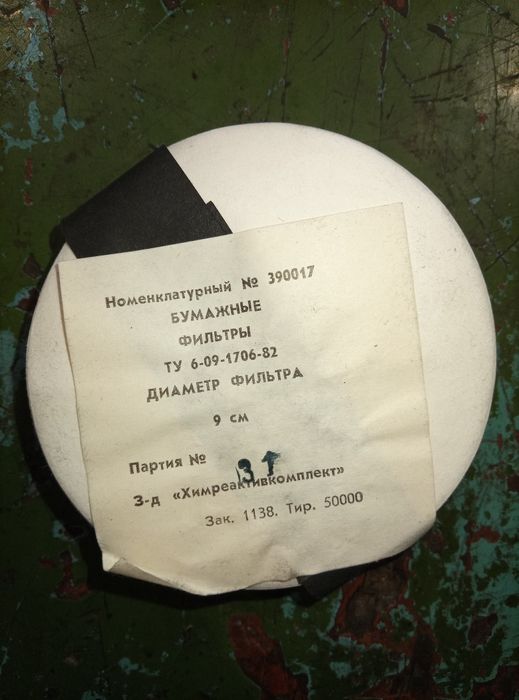 Номенклатурный № 390017
БУМАЖНЫЕ
ФИЛЬТРЫ
ТУ 6-09-1706-82
ДИАМЕТР ФИЛЬТРА
9 см
Партия № 31
З-д «Химреактивкомплект»
Зак. 1138. Тир. 50000